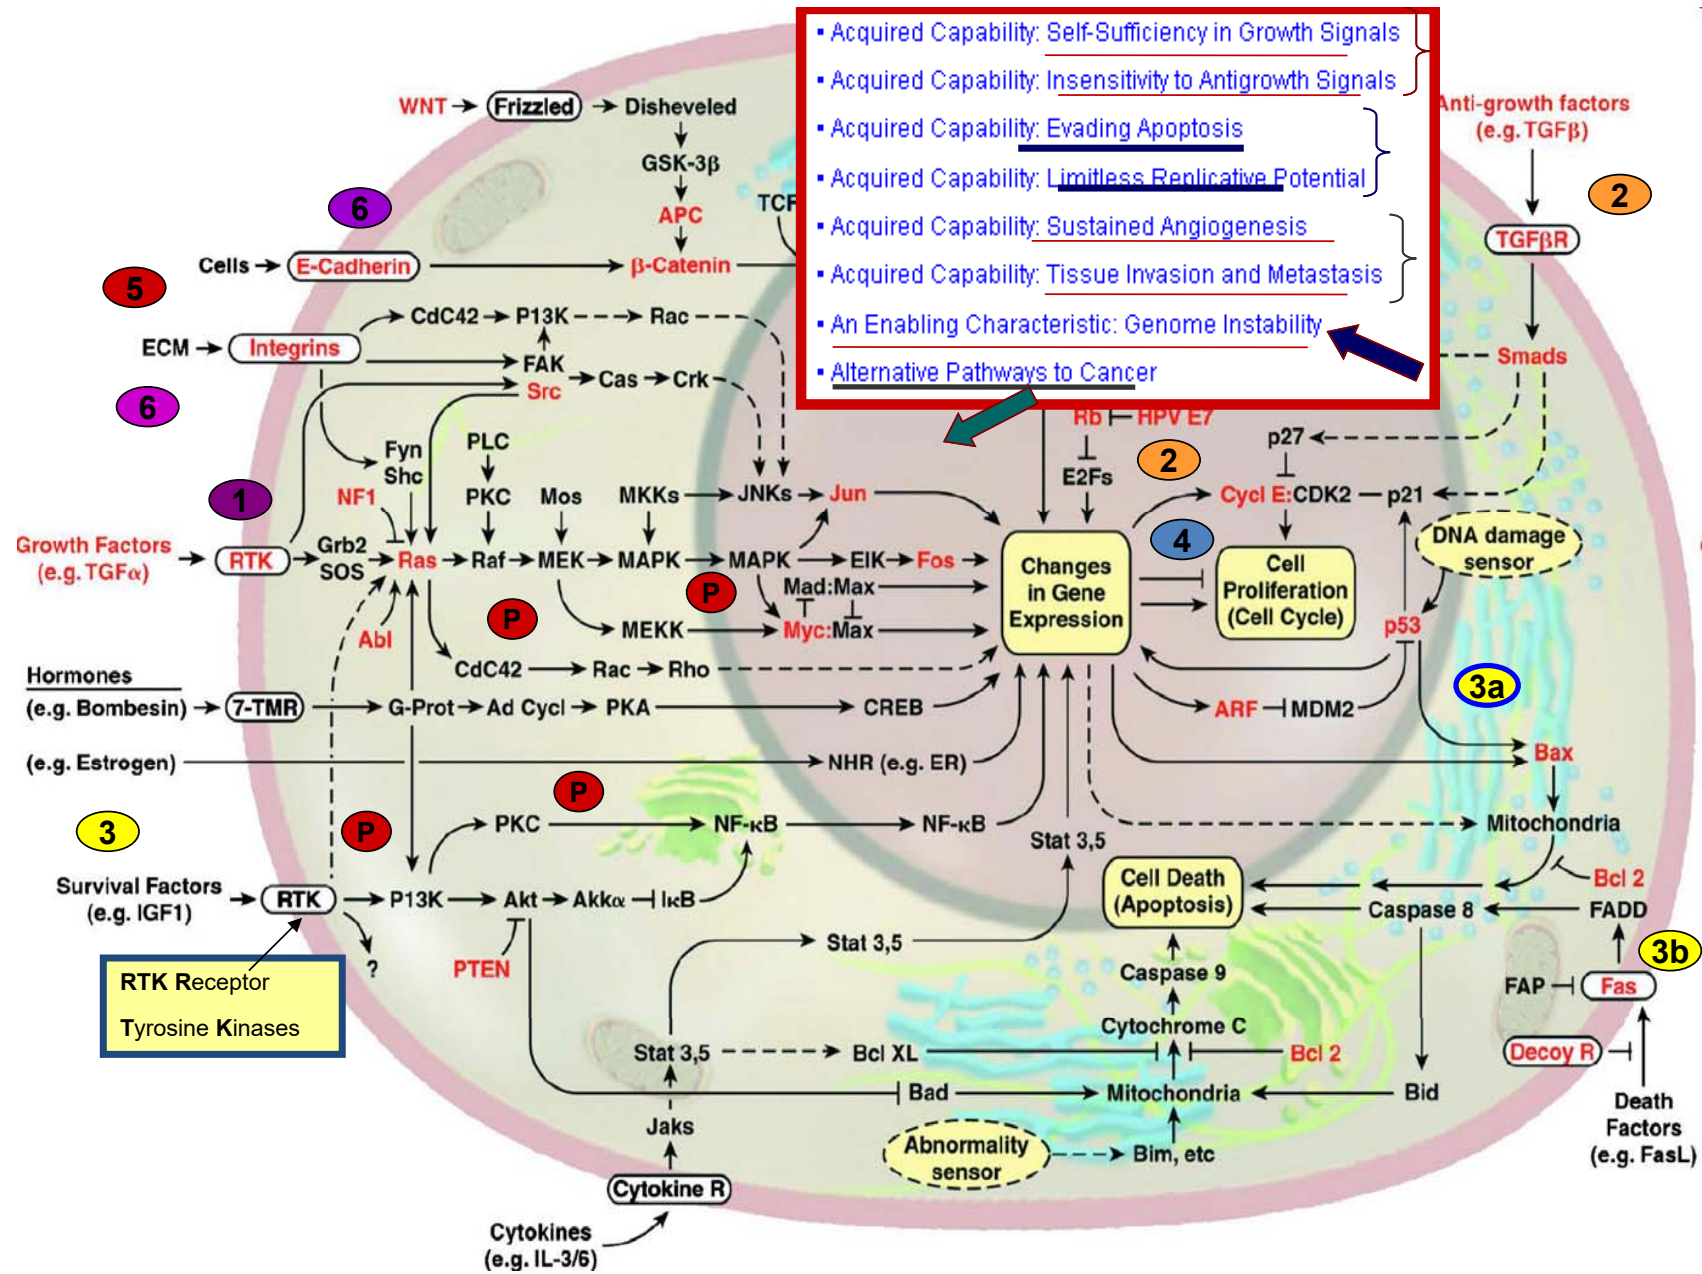 ▪ Acquired Capability: Self-Sufficiency in Growth Signals
▪ Acquired Capability: Insensitivity to Antigrowth Signals
▪ Acquired Capability: Evading Apoptosis
▪ Acquired Capability: Limitless Replicative Potential
▪ Acquired Capability: Sustained Angiogenesis
▪ Acquired Capability: Tissue Invasion and Metastasis
▪ An Enabling Characteristic: Genome Instability
▪ Alternative Pathways to Cancer
WNT
Frizzled
Disheveled
GSK-3β
APC
TCF
6
Cells
E-Cadherin
β-Catenin
5
CdC42
P13K
Rac
ECM
Integrins
FAK
Src
Cas
Crk
6
Anti-growth factors
(e.g. TGFβ)
2
TGFβR
Smads
Rb
HPV E7
E2Fs
2
p27
Cycl E:CDK2
p21
DNA damage
sensor
4
Fyn
Shc
NF1
PLC
PKC
Mos
MKKs
JNKs
Jun
1
Growth Factors
(e.g. TGFα)
RTK
Grb2
SOS
Ras
Raf
MEK
MAPK
MAPK
ElK
Fos
Changes
in Gene
Expression
Cell
Proliferation
(Cell Cycle)
P
P
Mad:Max
Myc:Max
MEKK
Abl
CdC42
Rac
Rho
p53
3a
Hormones
(e.g. Bombesin)
7-TMR
G-Prot
Ad Cycl
PKA
CREB
ARF
MDM2
(e.g. Estrogen)
NHR (e.g. ER)
Bax
3
P
P
PKC
NF-κB
NF-κB
Stat 3,5
Mitochondria
Survival Factors
(e.g. IGF1)
RTK
P13K
Akt
Akkα
IκB
Cell Death
(Apoptosis)
Bcl 2
Caspase 8
FADD
?
PTEN
Stat 3,5
3b
RTK Receptor
Tyrosine Kinases
Caspase 9
FAP
Fas
Cytochrome C
Stat 3,5
Bcl XL
Bcl 2
Decoy R
Bad
Mitochondria
Bid
Death
Factors
(e.g. FasL)
Jaks
Abnormality
sensor
Bim, etc
Cytokine R
Cytokines
(e.g. IL-3/6)